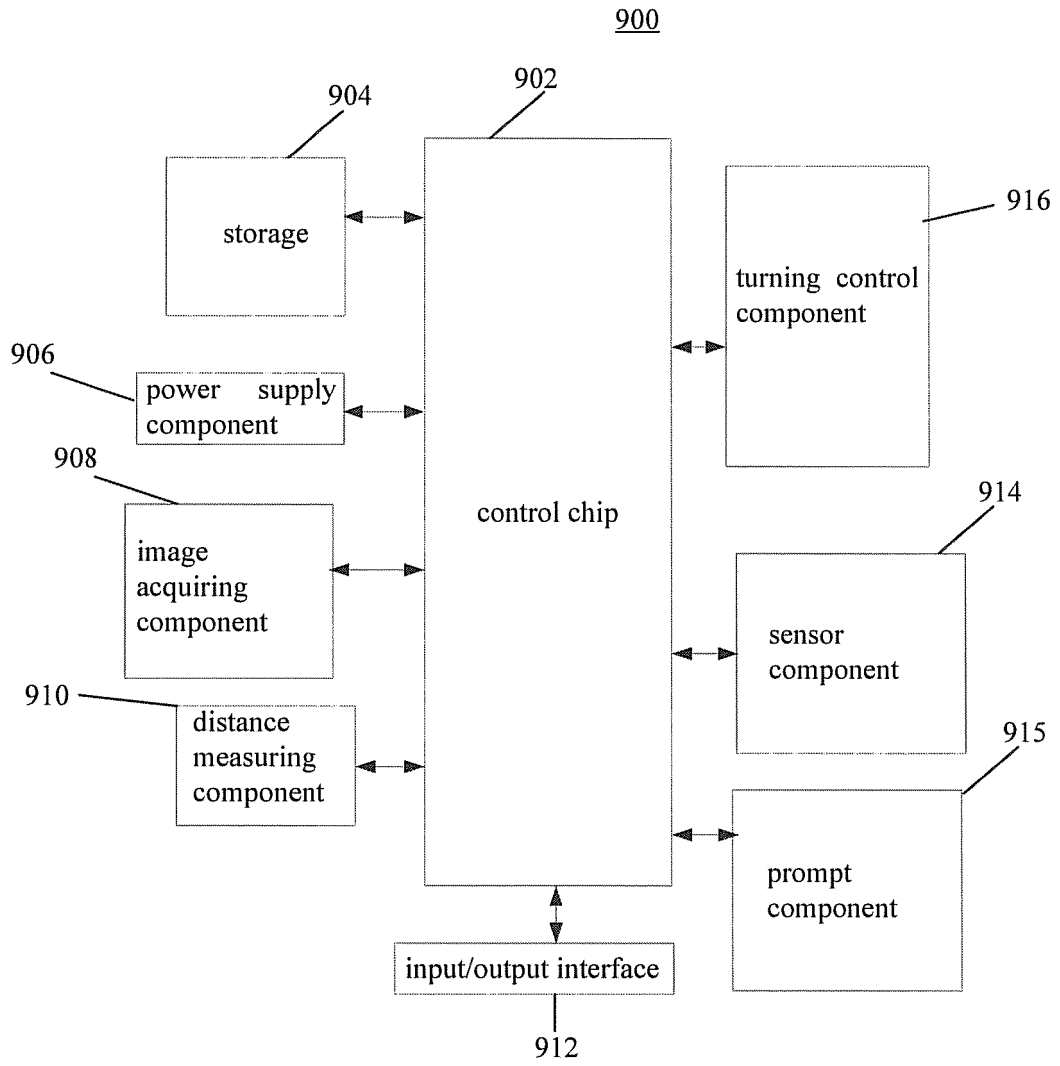 900
902
904
storage
916
turning control
component
906
power supply
component
908
control chip
914
image
acquiring
component
sensor
component
910
distance
measuring
component
915
prompt
component
input/output interface
912